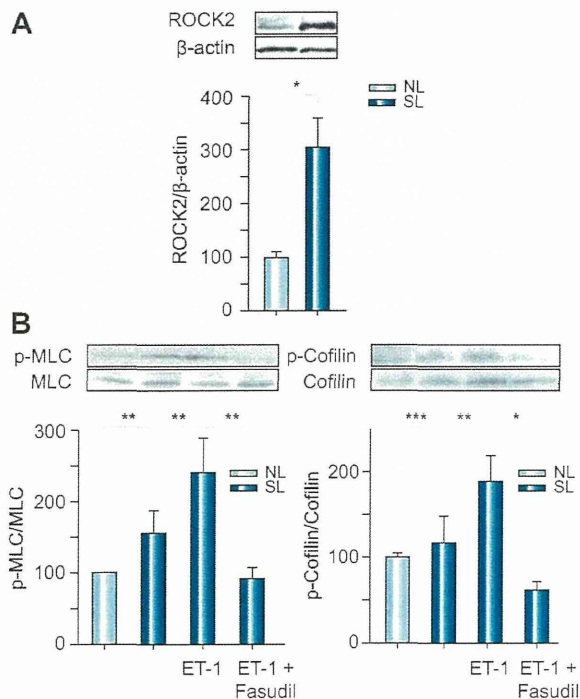 A
ROCK2
β-actin
*
NL
SL
400
300
200
100
0
ROCK2/β-actin
B
p-MLC
MLC
** ** **
300
200
100
0
p-MLC/MLC
NL
SL
ET-1
ET-1 +
Fasudil
p-Cofilin
Cofilin
*** ** *
200
100
0
p-Cofilin/Cofilin
NL
SL
ET-1
ET-1 +
Fasudil